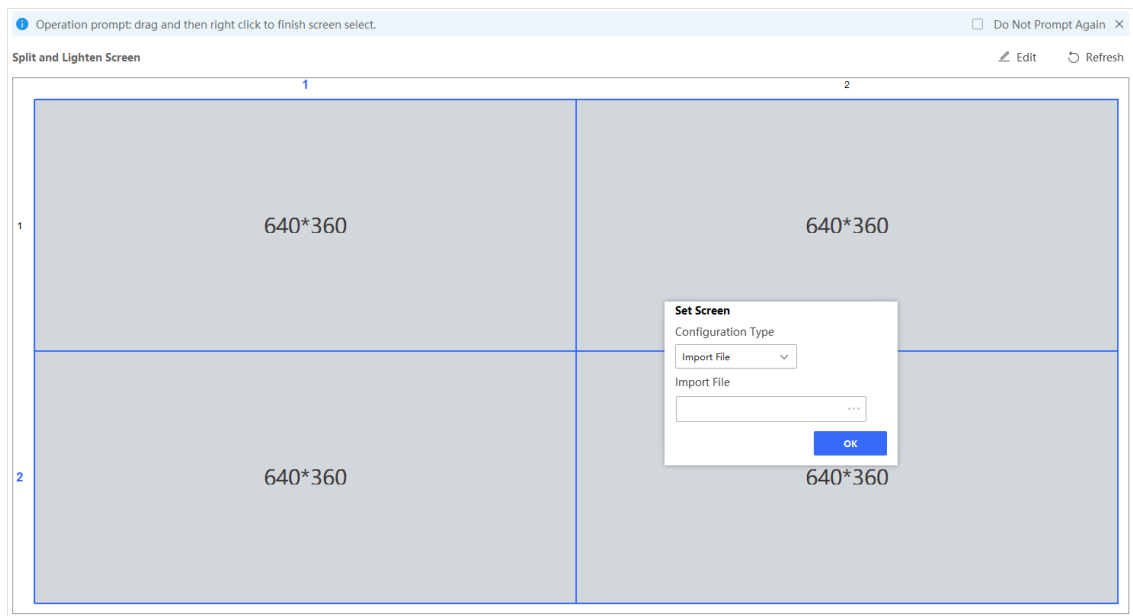 Operation prompt: drag and then right click to finish screen select.
Do Not Prompt Again
Split and Lighten Screen
Edit
Refresh
1
2
1
640*360
640*360
Set Screen
Configuration Type
Import File
Import File
...
OK
2
640*360
640*360